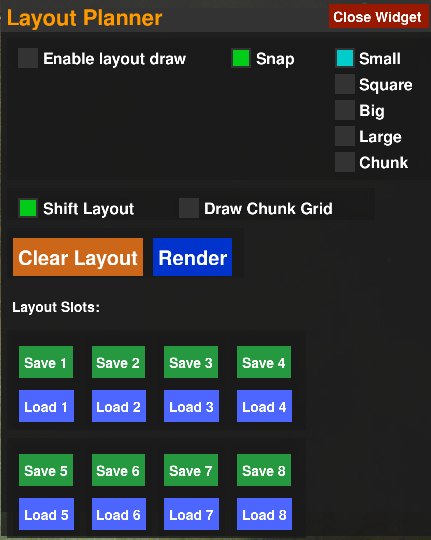 Layout Planner Close Widget
Enable layout draw Snap Small
Square
Big
Large
Chunk
Shift Layout Draw Chunk Grid
Clear Layout Render
Layout Slots:
Save 1 Save 2 Save 3 Save 4
Load 1 Load 2 Load 3 Load 4
Save 5 Save 6 Save 7 Save 8
Load 5 Load 6 Load 7 Load 8